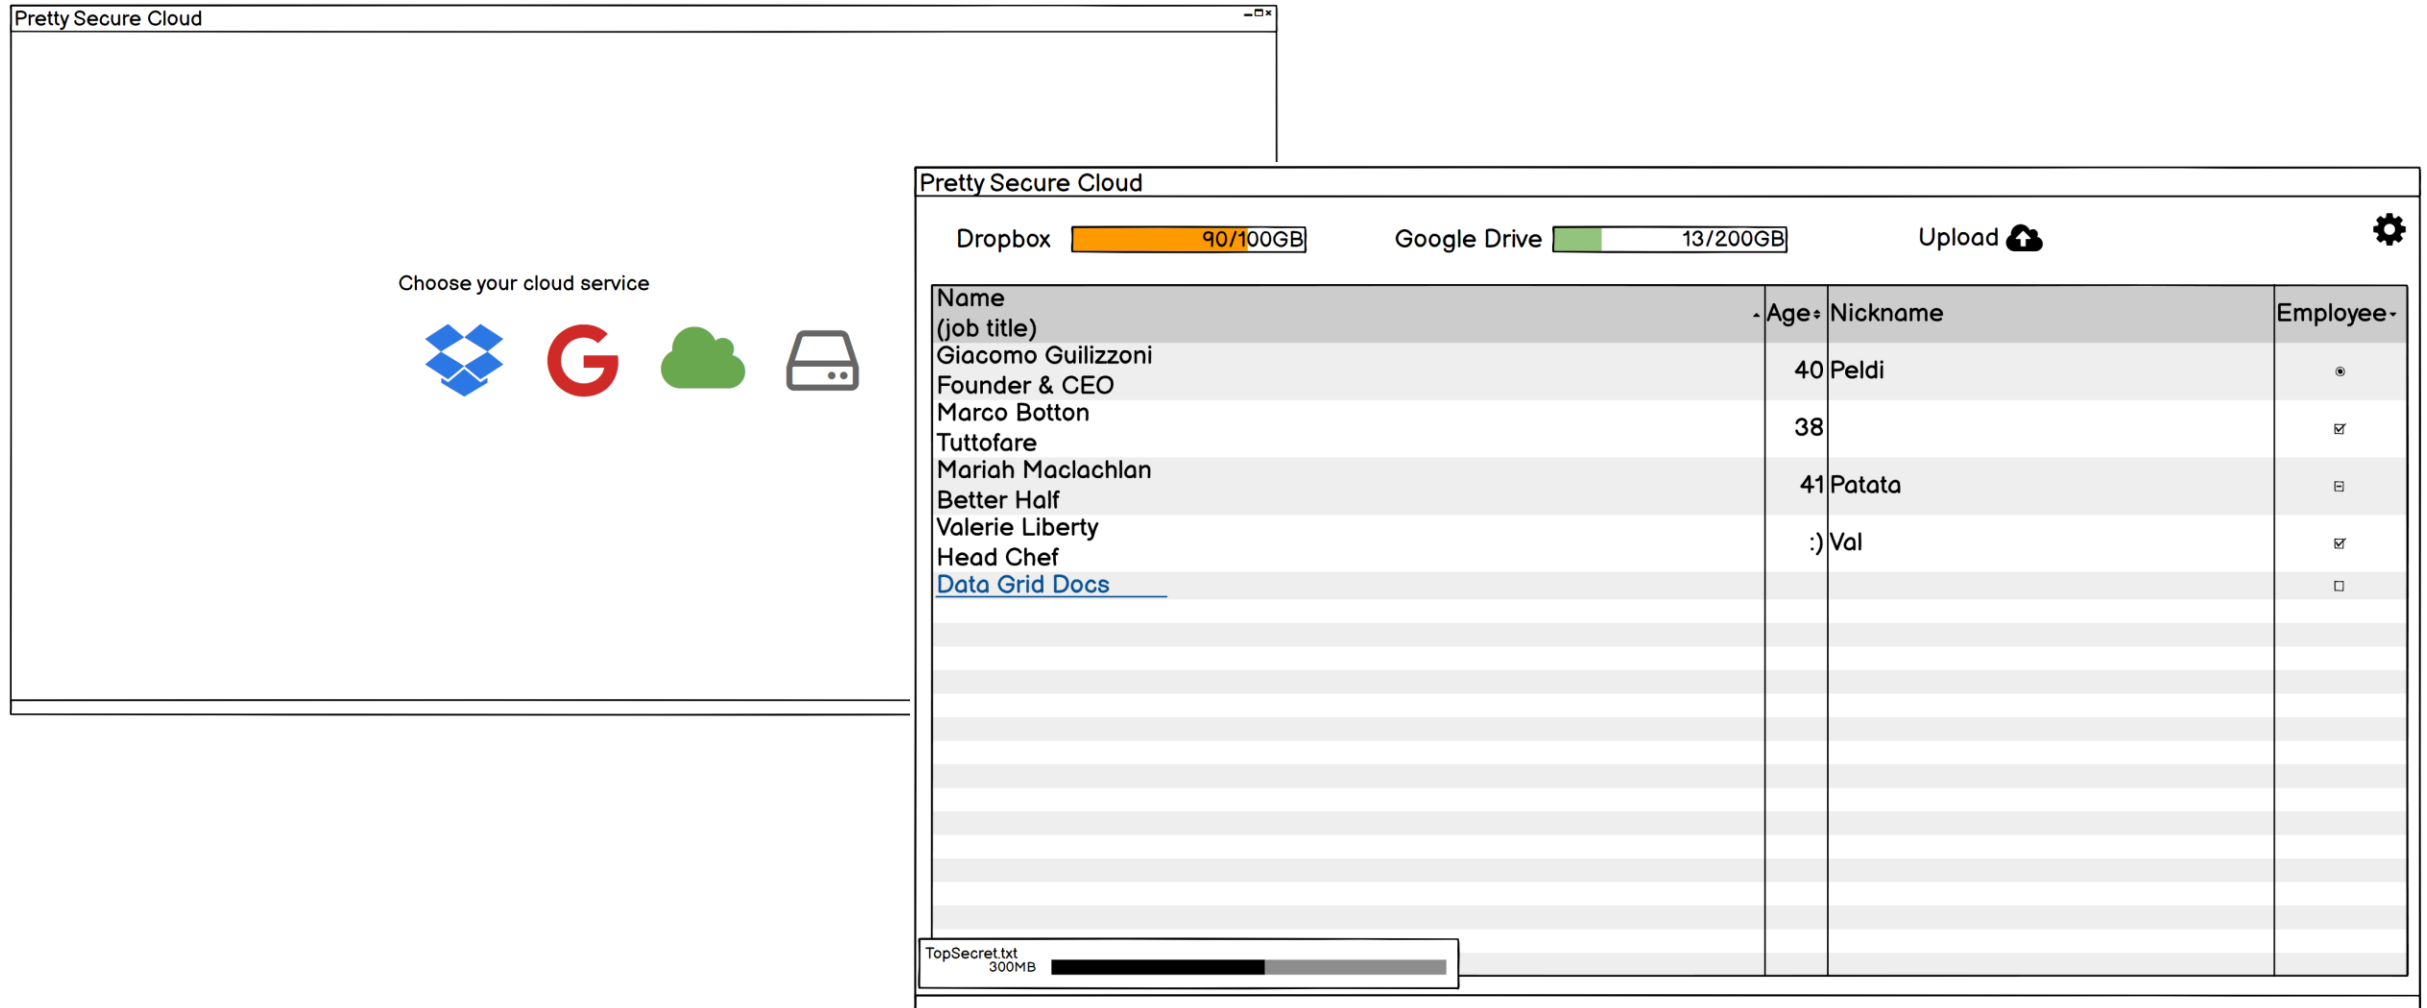 Pretty Secure Cloud
Choose your cloud service
Pretty Secure Cloud
Dropbox 90/100GB Google Drive 13/200GB Upload
Name
(job title) Age Nickname Employee
Giacomo Guilizzoni
Founder & CEO 40 Peldi
Marco Botton
Tuttofare 38
Mariah Maclachlan
Better Half 41 Patata
Valerie Liberty
Head Chef :) Val
Data Grid Docs
TopSecret.txt
300MB